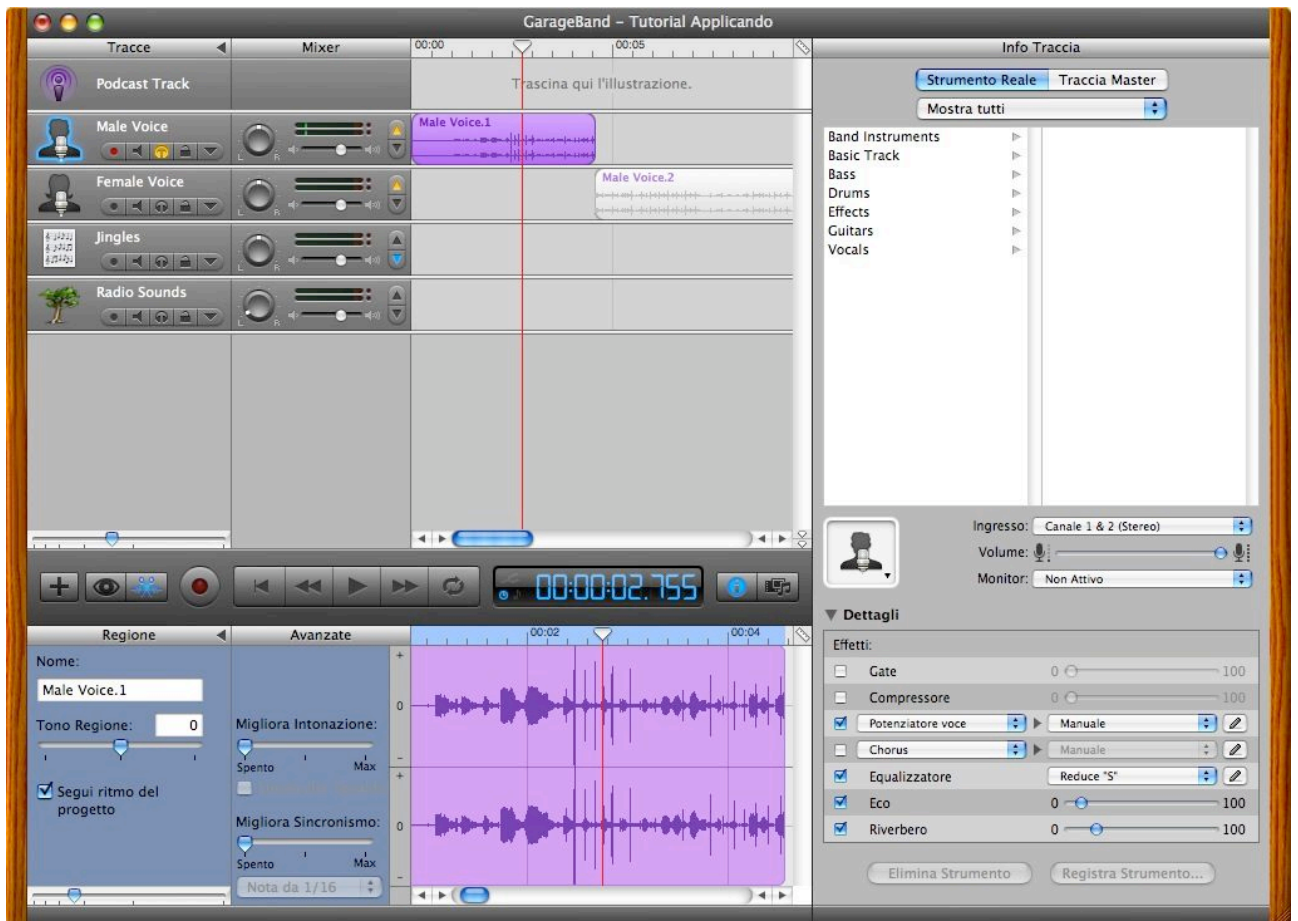 GarageBand – Tutorial Applicando
Tracce
Mixer
00:00
00:05
Info Traccia
Podcast Track
Trascina qui l'illustrazione.
Strumento Reale
Traccia Master
Mostra tutti
Male Voice
L R
Male Voice.1
Female Voice
L R
Male Voice.2
Jingles
L R
Radio Sounds
L R
Band Instruments
Basic Track
Bass
Drums
Effects
Guitars
Vocals
Ingresso: Canale 1 & 2 (Stereo)
Volume:
Monitor: Non Attivo
00:00:02.755
Regione
Avanzate
00:02
00:04
Nome:
Male Voice.1
Tono Regione: 0
Segui ritmo del
progetto
Migliora Intonazione:
Spento Max
Migliora Sincronismo:
Spento Max
Nota da 1/16
+
0
-
+
0
-
Dettagli
Effetti:
Gate 0 100
Compressore 0 100
Potenziatore voce Manuale
Chorus Manuale
Equalizzatore Reduce "S"
Eco 0 100
Riverbero 0 100
Elimina Strumento
Registra Strumento...